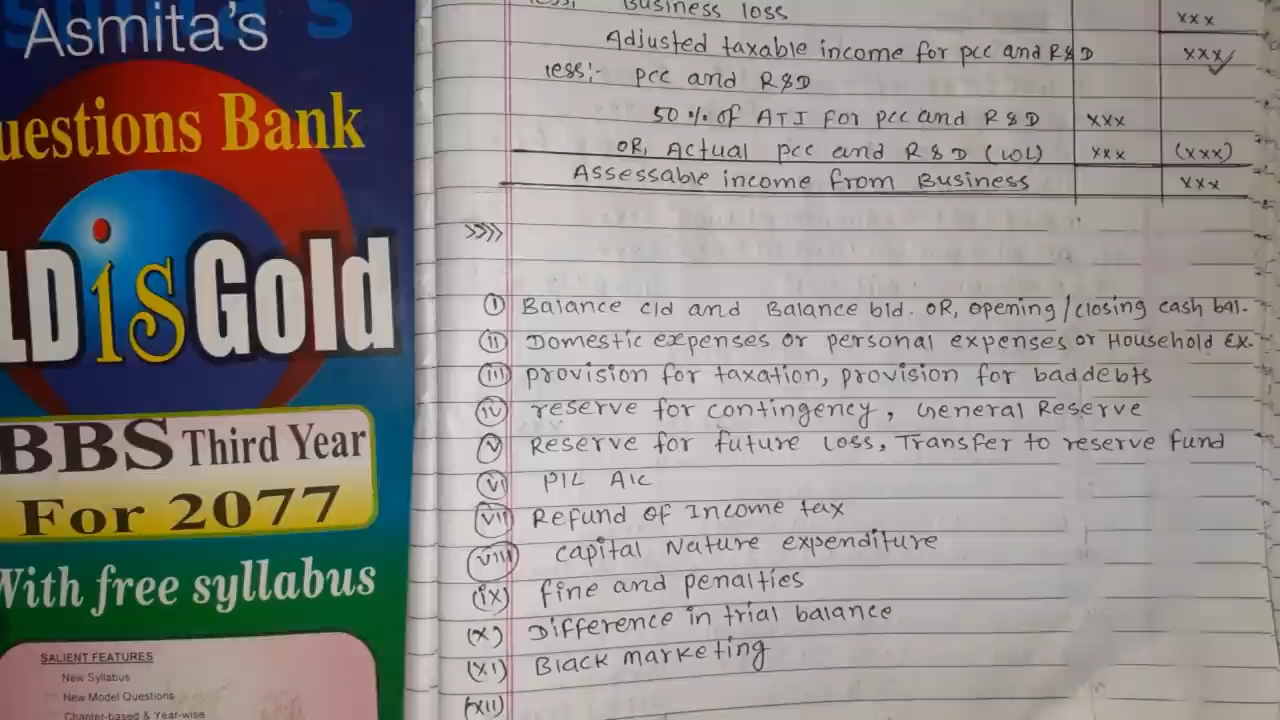 Asmita's
uestions Bank
LD is Gold
BBS Third Year
For 2077
With free syllabus
SALIENT FEATURES
New Syllabus
New Model Questions
Chapter-based & Year-wise
Business loss xxx
Adjusted taxable income for pcc and R&D xxx
less:- pcc and R&D
50% of ATI for pcc and R&D xxx
OR, Actual pcc and R&D (WOL) xxx (xxx)
Assessable income from Business xxx
>>>>
(i) Balance c/d and Balance b/d. OR, opening/closing cash bal.
(ii) Domestic expenses or personal expenses or Household Ex.
(iii) provision for taxation, provision for baddebts
(iv) reserve for contingency, General Reserve
(v) Reserve for future loss, Transfer to reserve fund
(vi) P/L A/C
(vii) Refund of Income tax
(viii) capital Nature expenditure
(ix) fine and penalties
(x) Difference in trial balance
(xi) Black marketing
(xii)